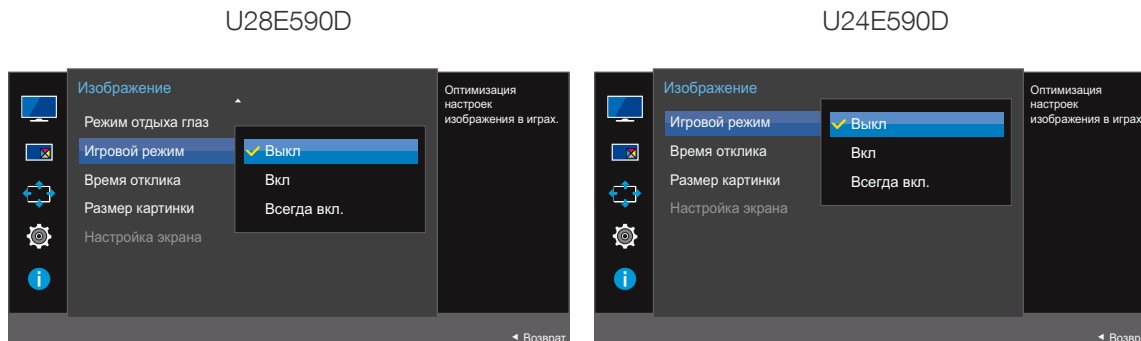 U28E590D
Изображение
Режим отдыха глаз
Игровой режим
Время отклика
Размер картинки
Настройка экрана
Выкл
Вкл
Всегда вкл.
Оптимизация
настроек
изображения в играх.
Возврат
U24E590D
Изображение
Игровой режим
Время отклика
Размер картинки
Настройка экрана
Выкл
Вкл
Всегда вкл.
Оптимизация
настроек
изображения в играх
Возвр